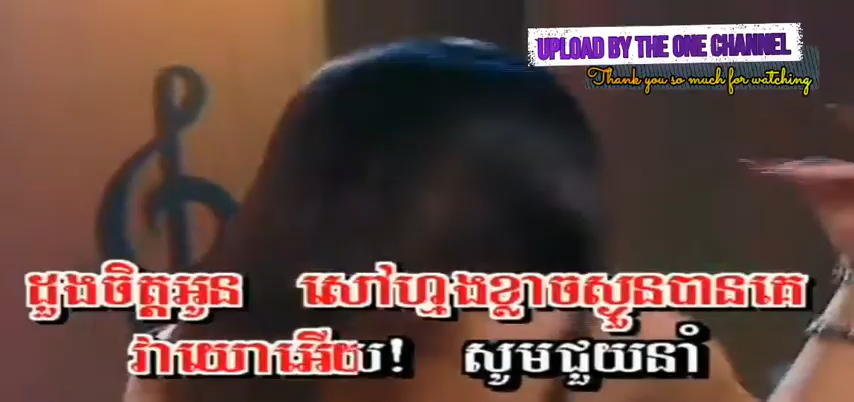 UPLOAD BY THE ONE CHANNEL
Thank you so much for watching
ដួងចិត្តអូន សៅហ្មងខ្លាចស្ងួនបានគេ
វាយោអើយ! សូមជួយនាំ